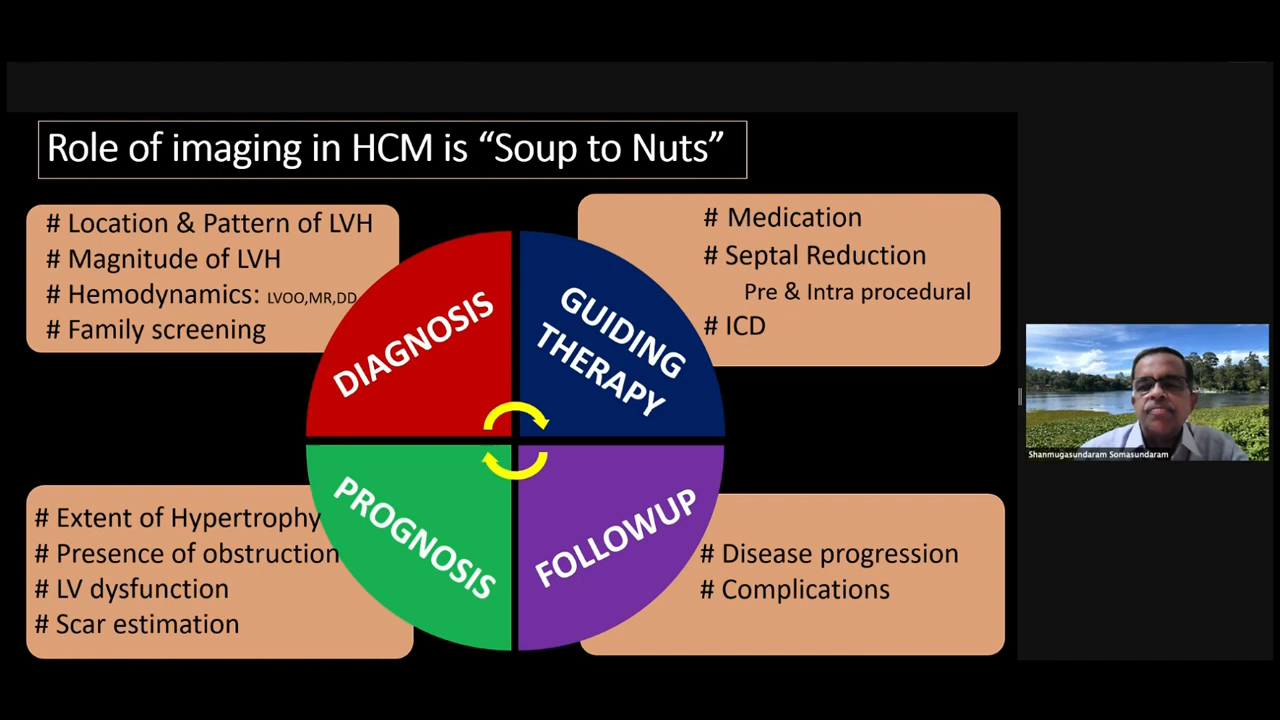 Role of imaging in HCM is “Soup to Nuts”
# Location & Pattern of LVH
# Magnitude of LVH
# Hemodynamics: LVOO,MR,DD
# Family screening
# Medication
# Septal Reduction
Pre & Intra procedural
# ICD
DIAGNOSIS
GUIDING
THERAPY
PROGNOSIS
FOLLOWUP
# Extent of Hypertrophy
# Presence of obstruction
# LV dysfunction
# Scar estimation
# Disease progression
# Complications
Shanmugasundaram Somasundaram